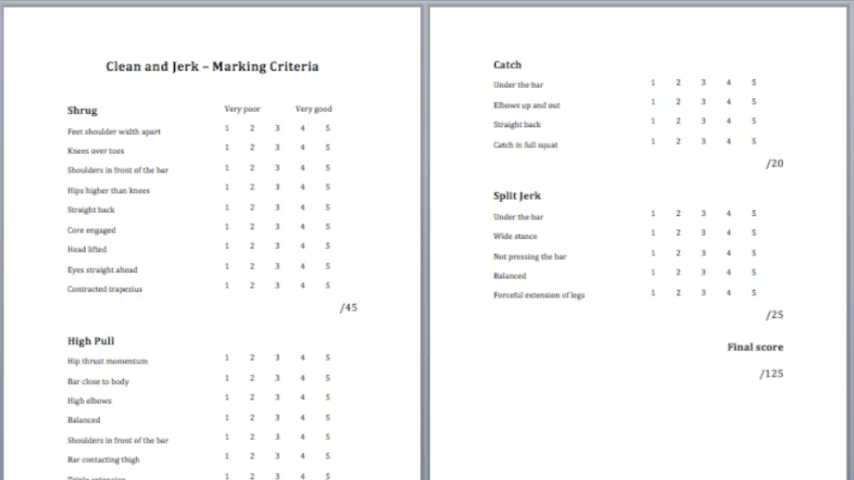 Clean and Jerk – Marking Criteria
Shrug Very poor Very good
Feet shoulder width apart 1 2 3 4 5
Knees over toes 1 2 3 4 5
Shoulders in front of the bar 1 2 3 4 5
Hips higher than knees 1 2 3 4 5
Straight back 1 2 3 4 5
Core engaged 1 2 3 4 5
Head lifted 1 2 3 4 5
Eyes straight ahead 1 2 3 4 5
Contracted trapezius 1 2 3 4 5
/45
High Pull
Hip thrust momentum 1 2 3 4 5
Bar close to body 1 2 3 4 5
High elbows 1 2 3 4 5
Balanced 1 2 3 4 5
Shoulders in front of the bar 1 2 3 4 5
Bar contacting thigh 1 2 3 4 5
Triple extension 1 2 3 4 5
Catch
Under the bar 1 2 3 4 5
Elbows up and out 1 2 3 4 5
Straight back 1 2 3 4 5
Catch in full squat 1 2 3 4 5
/20
Split Jerk
Under the bar 1 2 3 4 5
Wide stance 1 2 3 4 5
Not pressing the bar 1 2 3 4 5
Balanced 1 2 3 4 5
Forceful extension of legs 1 2 3 4 5
/25
Final score
/125